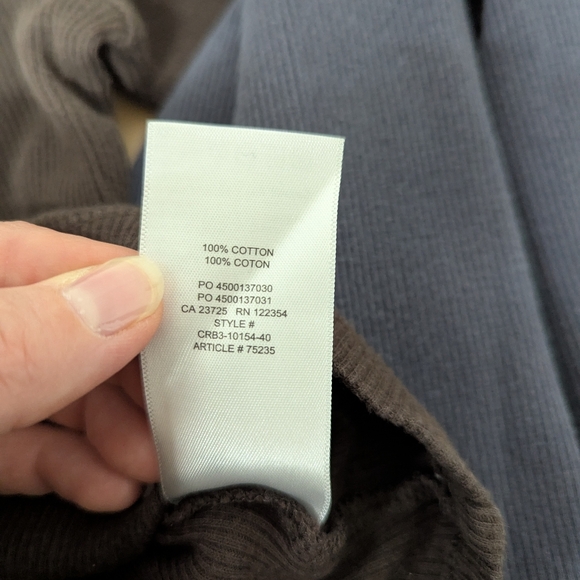 100% COTTON
100% COTON
PO 4500137030
PO 4500137031
CA 23725 RN 122354
STYLE #
CRB3-10154-40
ARTICLE # 75235